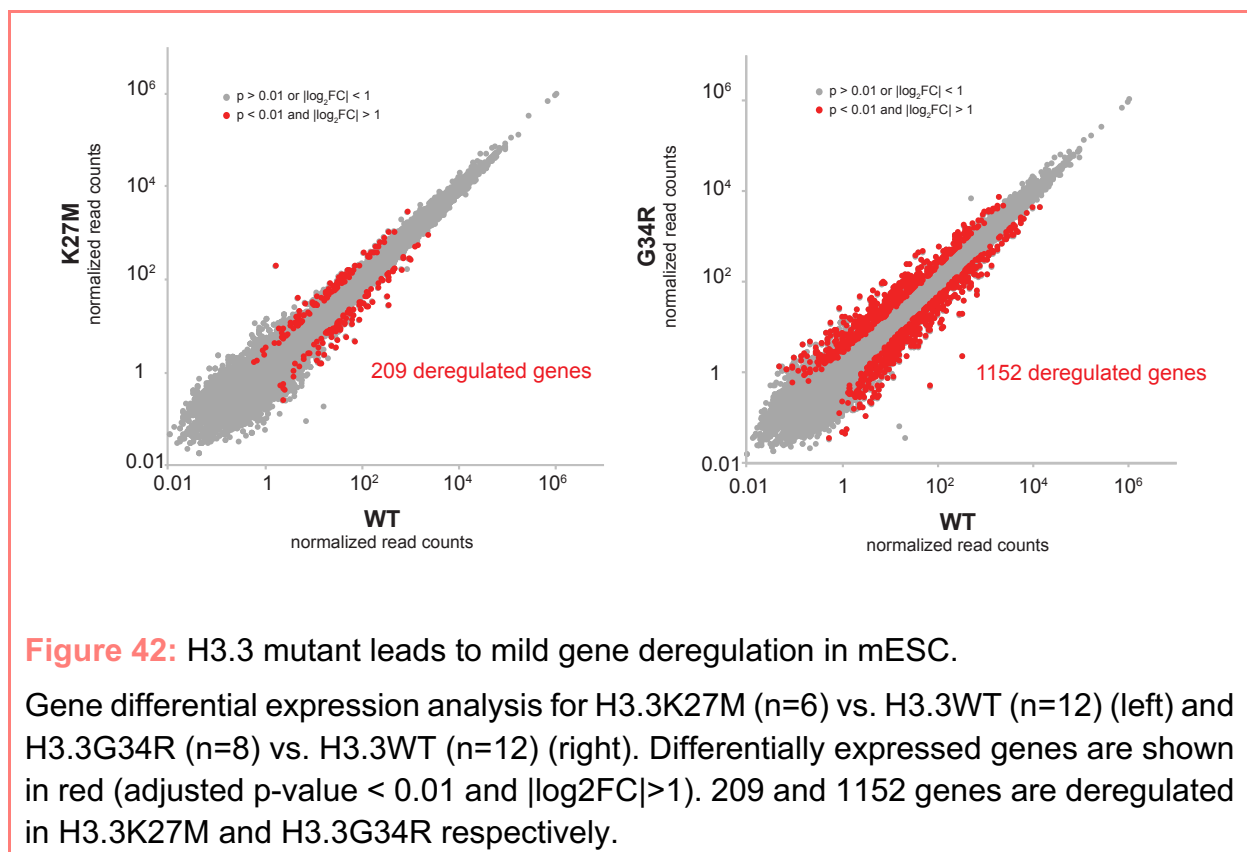 p > 0.01 or |log₂FC| < 1
p < 0.01 and |log₂FC| > 1
10⁶
10⁴
10²
1
0.01
K27M
normalized read counts
209 deregulated genes
0.01
1
10²
10⁴
10⁶
WT
normalized read counts
p > 0.01 or |log₂FC| < 1
p < 0.01 and |log₂FC| > 1
10⁶
10⁴
10²
1
0.01
G34R
normalized read counts
1152 deregulated genes
0.01
1
10²
10⁴
10⁶
WT
normalized read counts
Figure 42: H3.3 mutant leads to mild gene deregulation in mESC.
Gene differential expression analysis for H3.3K27M (n=6) vs. H3.3WT (n=12) (left) and
H3.3G34R (n=8) vs. H3.3WT (n=12) (right). Differentially expressed genes are shown
in red (adjusted p-value < 0.01 and |log2FC|>1). 209 and 1152 genes are deregulated
in H3.3K27M and H3.3G34R respectively.